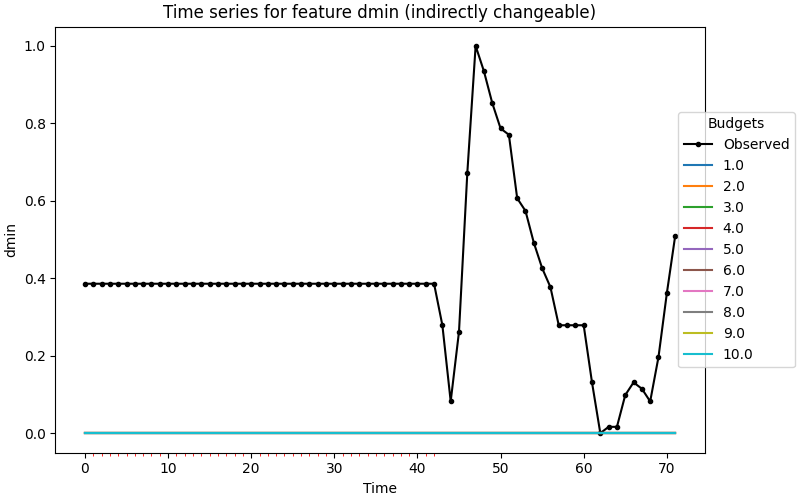 Time series for feature dmin (indirectly changeable)
1.0
0.8
0.6
0.4
0.2
0.0
dmin
0 10 20 30 40 50 60 70
Time
Budgets
Observed
1.0
2.0
3.0
4.0
5.0
6.0
7.0
8.0
9.0
10.0